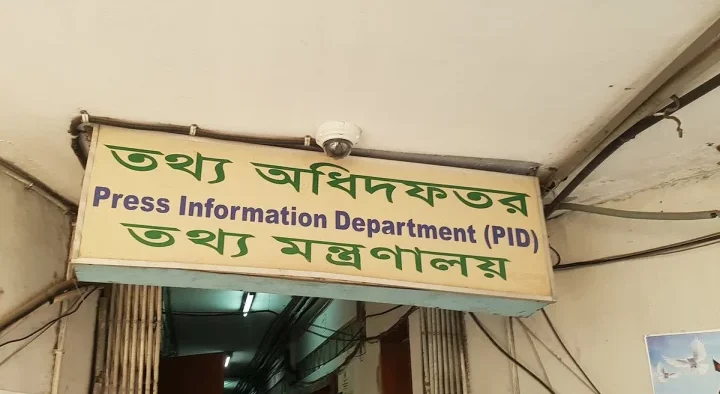 তথ্য অধিদফতর
Press Information Department (PID)
তথ্য মন্ত্রণালয়